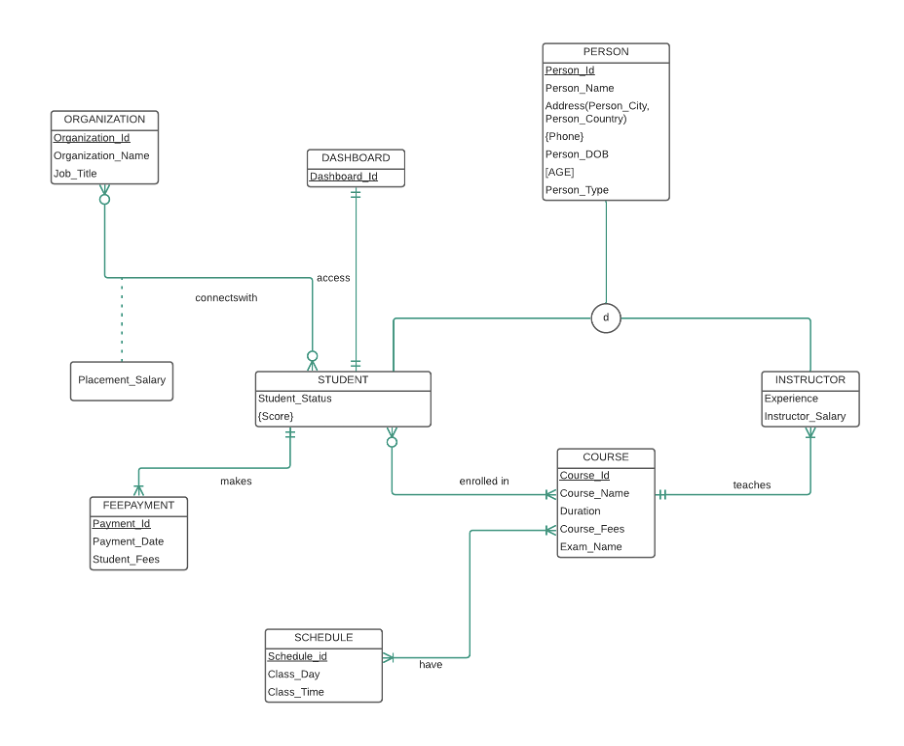 PERSON
Person_Id
Person_Name
Address(Person_City,
Person_Country)
{Phone}
Person_DOB
[AGE]
Person_Type
ORGANIZATION
Organization_Id
Organization_Name
Job_Title
DASHBOARD
Dashboard_Id
access
connectswith
d
Placement_Salary
STUDENT
Student_Status
{Score}
INSTRUCTOR
Experience
Instructor_Salary
makes
enrolled in
teaches
COURSE
Course_Id
Course_Name
Duration
Course_Fees
Exam_Name
FEEPAYMENT
Payment_Id
Payment_Date
Student_Fees
SCHEDULE
Schedule_id
Class_Day
Class_Time
have